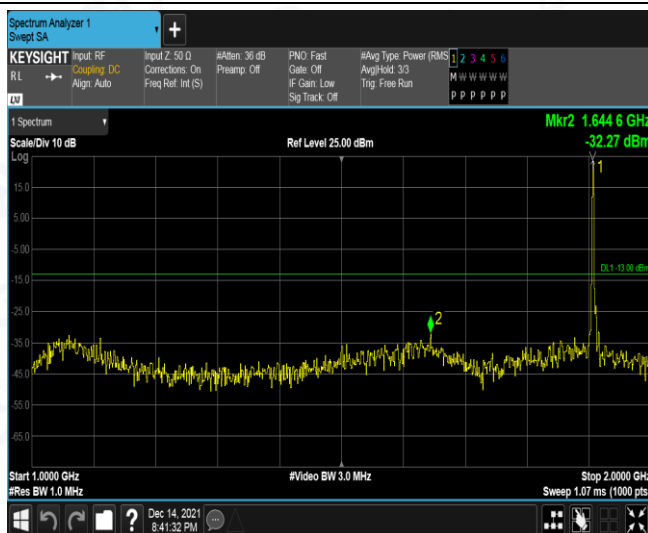 Spectrum Analyzer 1
Swept SA
+
KEYSIGHT
RL
LXI
Input: RF
Coupling: DC
Align: Auto
Input Z: 50 Ω
Corrections: On
Freq Ref: Int (S)
#Atten: 36 dB
Preamp: Off
PNO: Fast
Gate: Off
IF Gain: Low
Sig Track: Off
#Avg Type: Power (RMS
Avg|Hold: 3/3
Trig: Free Run
1 2 3 4 5 6
M W W W W W
P P P P P P
1 Spectrum
Mkr2 1.644 6 GHz
Scale/Div 10 dB
Ref Level 25.00 dBm
-32.27 dBm
Log
1
15.0
5.00
-5.00
DL1 -13.00 dBm
-15.0
-25.0
2
-35.0
-45.0
-55.0
-65.0
Start 1.0000 GHz
#Video BW 3.0 MHz
Stop 2.0000 GHz
#Res BW 1.0 MHz
Sweep 1.07 ms (1000 pts)
?
Dec 14, 2021
8:41:32 PM